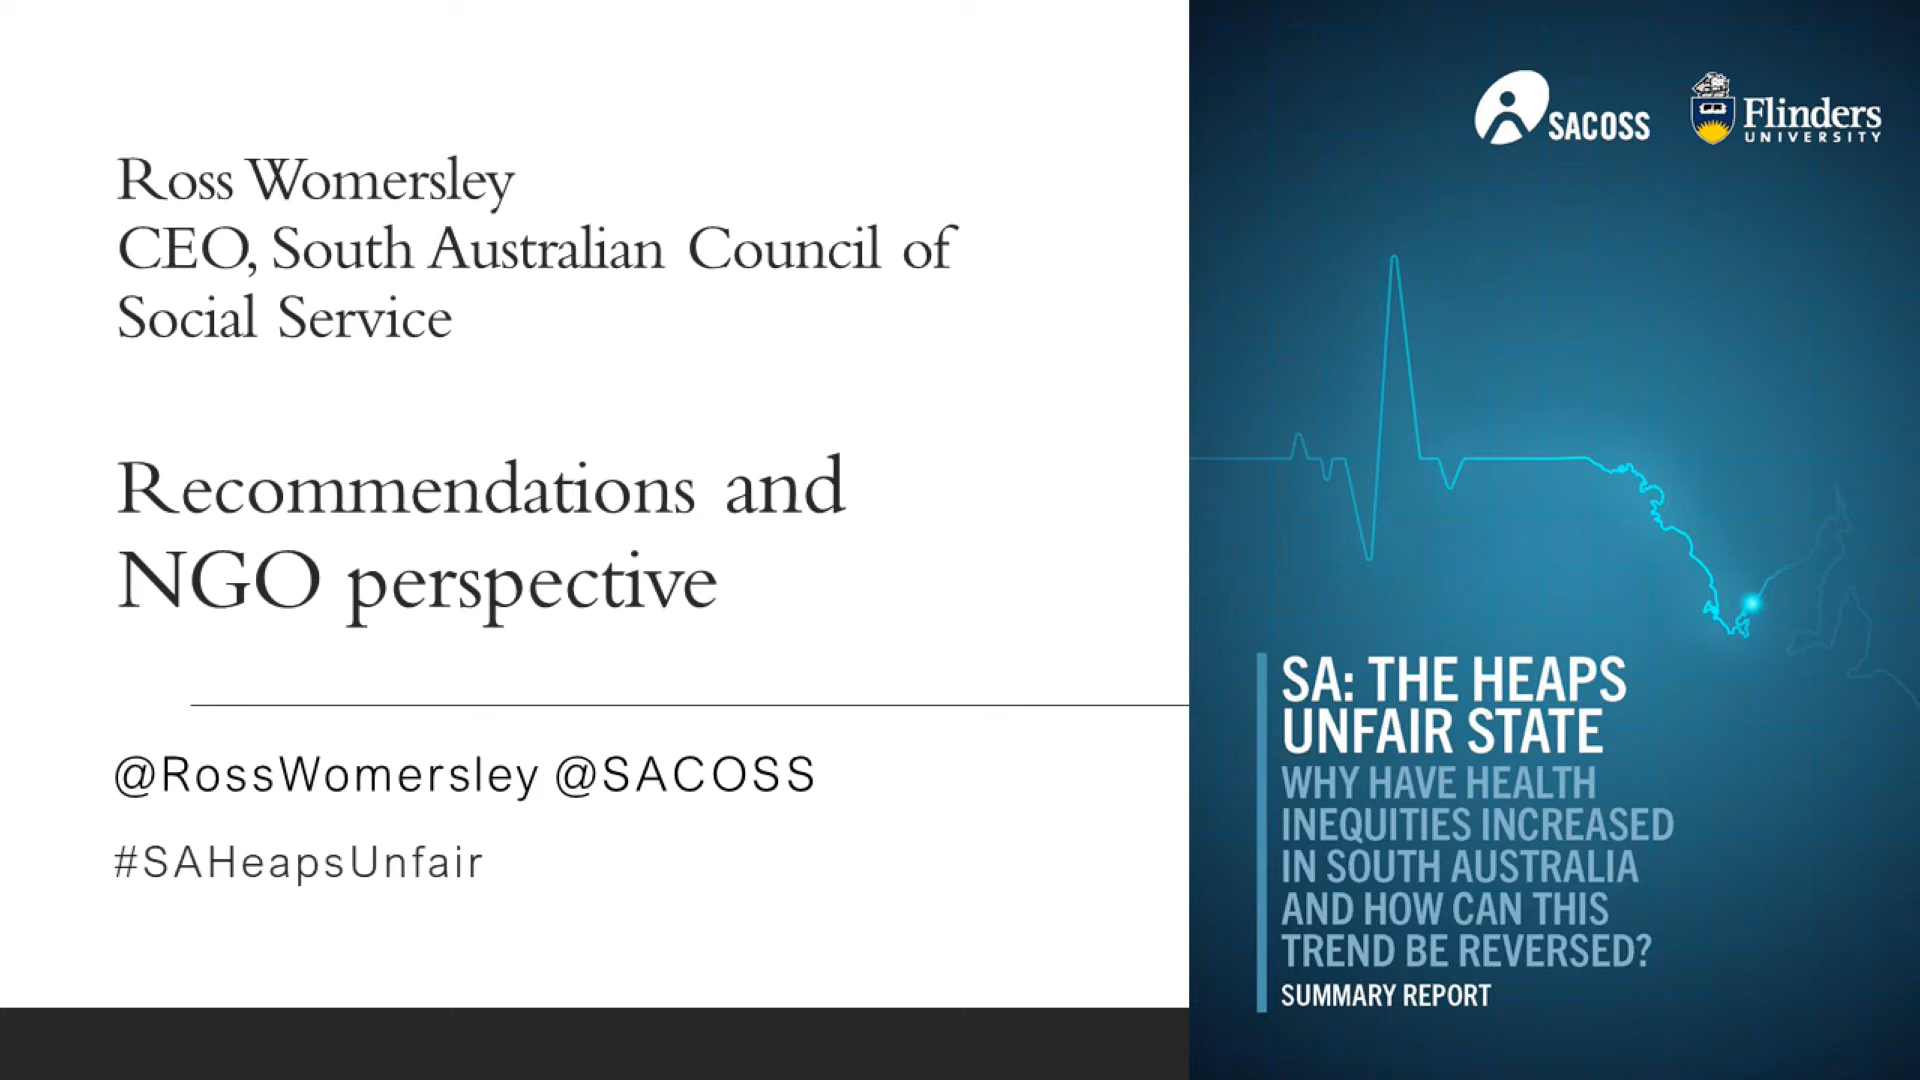 Ross Womersley
CEO, South Australian Council of
Social Service
Recommendations and
NGO perspective
@RossWomersley @SACOSS
#SAHeapsUnfair
SACOSS
Flinders
UNIVERSITY
SA: THE HEAPS
UNFAIR STATE
WHY HAVE HEALTH
INEQUITIES INCREASED
IN SOUTH AUSTRALIA
AND HOW CAN THIS
TREND BE REVERSED?
SUMMARY REPORT